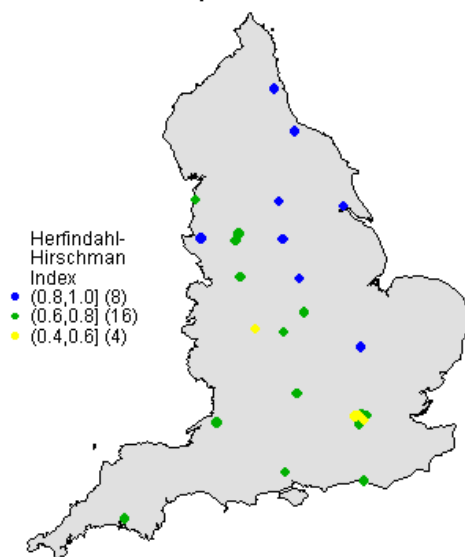 Herfindahl-
Hirschman
Index
(0.8,1.0] (8)
(0.6,0.8] (16)
(0.4,0.6] (4)